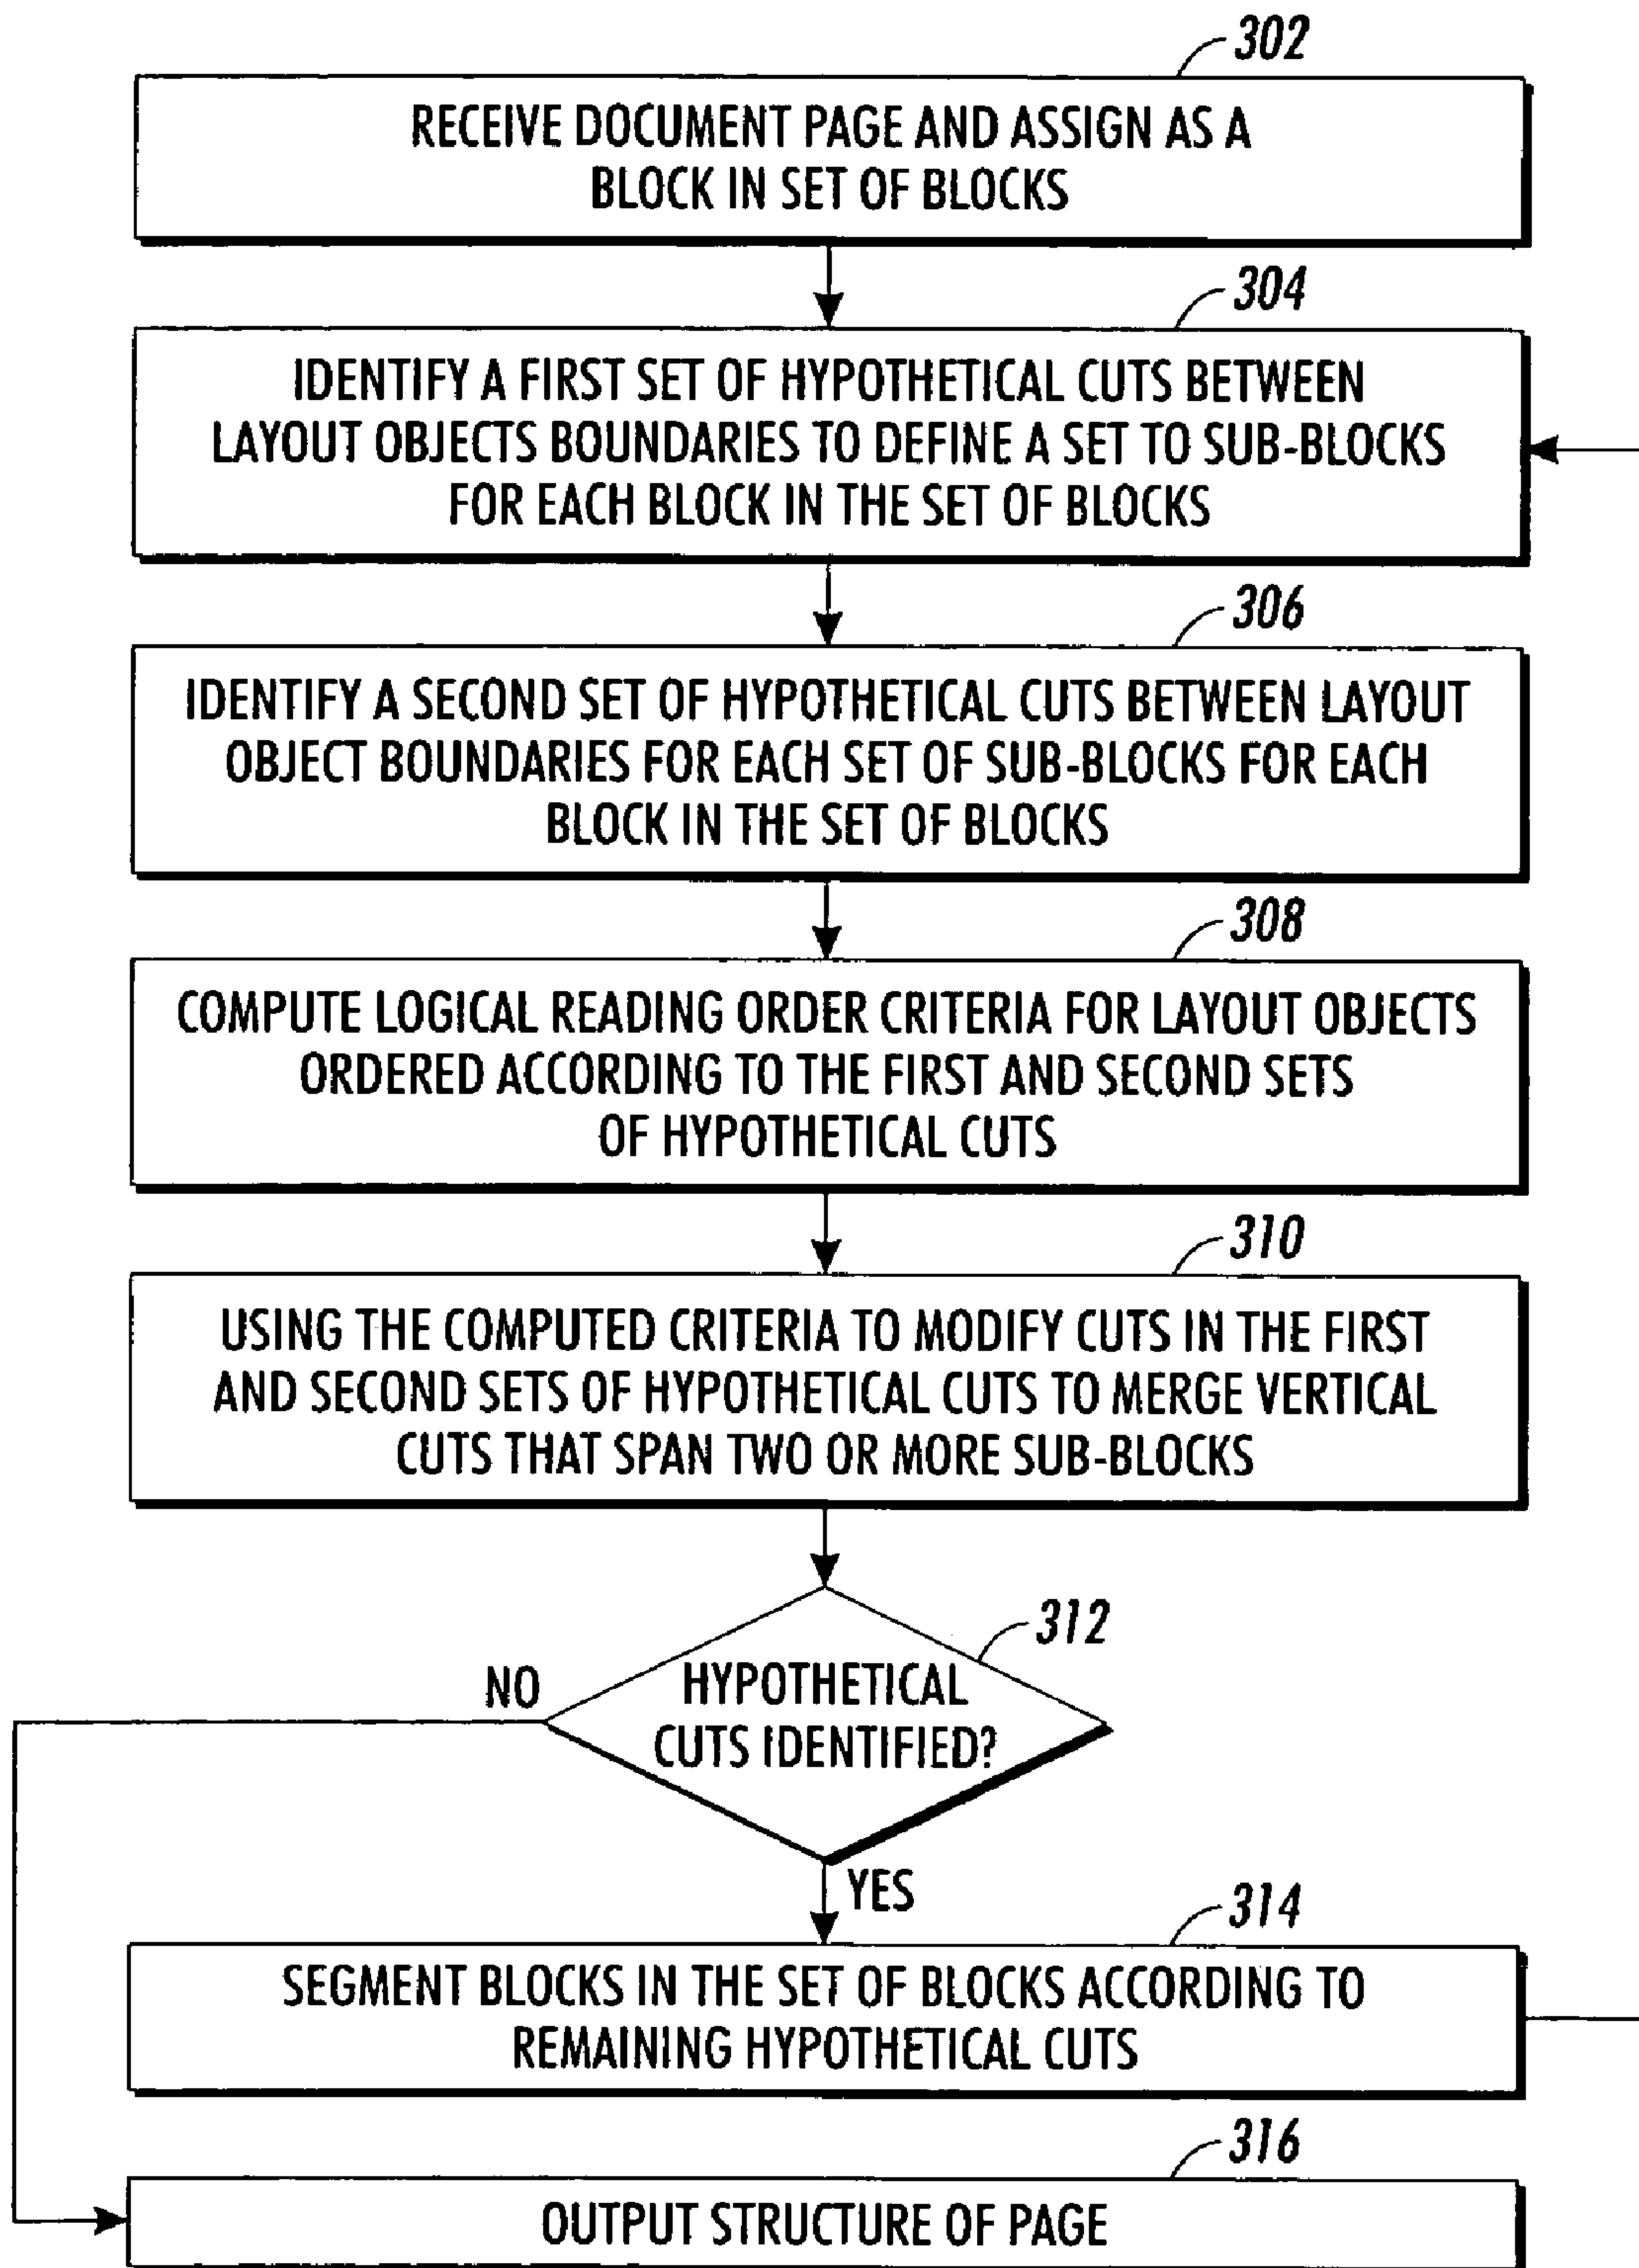 302
RECEIVE DOCUMENT PAGE AND ASSIGN AS A
BLOCK IN SET OF BLOCKS
304
IDENTIFY A FIRST SET OF HYPOTHETICAL CUTS BETWEEN
LAYOUT OBJECTS BOUNDARIES TO DEFINE A SET TO SUB-BLOCKS
FOR EACH BLOCK IN THE SET OF BLOCKS
306
IDENTIFY A SECOND SET OF HYPOTHETICAL CUTS BETWEEN LAYOUT
OBJECT BOUNDARIES FOR EACH SET OF SUB-BLOCKS FOR EACH
BLOCK IN THE SET OF BLOCKS
308
COMPUTE LOGICAL READING ORDER CRITERIA FOR LAYOUT OBJECTS
ORDERED ACCORDING TO THE FIRST AND SECOND SETS
OF HYPOTHETICAL CUTS
310
USING THE COMPUTED CRITERIA TO MODIFY CUTS IN THE FIRST
AND SECOND SETS OF HYPOTHETICAL CUTS TO MERGE VERTICAL
CUTS THAT SPAN TWO OR MORE SUB-BLOCKS
312
NO
HYPOTHETICAL
CUTS IDENTIFIED?
YES
314
SEGMENT BLOCKS IN THE SET OF BLOCKS ACCORDING TO
REMAINING HYPOTHETICAL CUTS
316
OUTPUT STRUCTURE OF PAGE